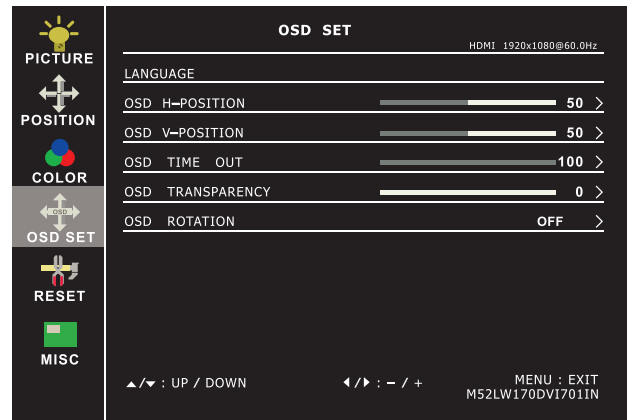 OSD SET
HDMI 1920x1080@60.0Hz
PICTURE
POSITION
COLOR
OSD
OSD SET
RESET
MISC
LANGUAGE
OSD H-POSITION 50 >
OSD V-POSITION 50 >
OSD TIME OUT 100 >
OSD TRANSPARENCY 0 >
OSD ROTATION OFF >
▲/▼ : UP / DOWN ◀/▶ : - / + MENU : EXIT
M52LW170DVI701IN